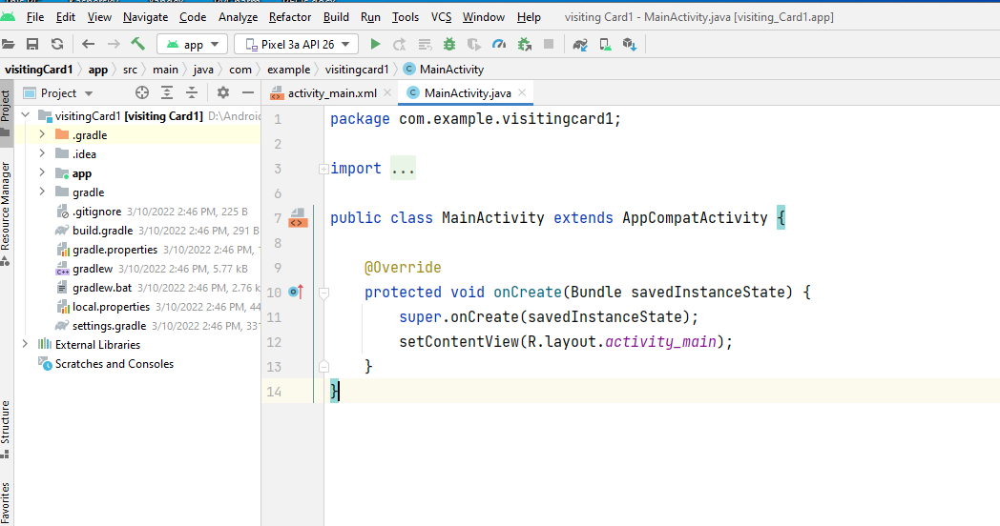 File Edit View Navigate Code Analyze Refactor Build Run Tools VCS Window Help visiting Card1 - MainActivity.java [visiting_Card1.app]
app Pixel 3a API 26
visitingCard1 app src main java com example visitingcard1 MainActivity
Project
activity_main.xml MainActivity.java
Project
Resource Manager
Structure
Favorites
visitingCard1 [visiting Card1] D:\Android
.gradle
.idea
app
gradle
.gitignore 3/10/2022 2:46 PM, 225 B
build.gradle 3/10/2022 2:46 PM, 291 B
gradle.properties 3/10/2022 2:46 PM, 1
gradlew 3/10/2022 2:46 PM, 5.77 kB
gradlew.bat 3/10/2022 2:46 PM, 2.76 k
local.properties 3/10/2022 2:46 PM, 44
settings.gradle 3/10/2022 2:46 PM, 331
External Libraries
Scratches and Consoles
1 package com.example.visitingcard1;
2
3 import ...
6
7 public class MainActivity extends AppCompatActivity {
8
9 @Override
10 protected void onCreate(Bundle savedInstanceState) {
11 super.onCreate(savedInstanceState);
12 setContentView(R.layout.activity_main);
13 }
14 }